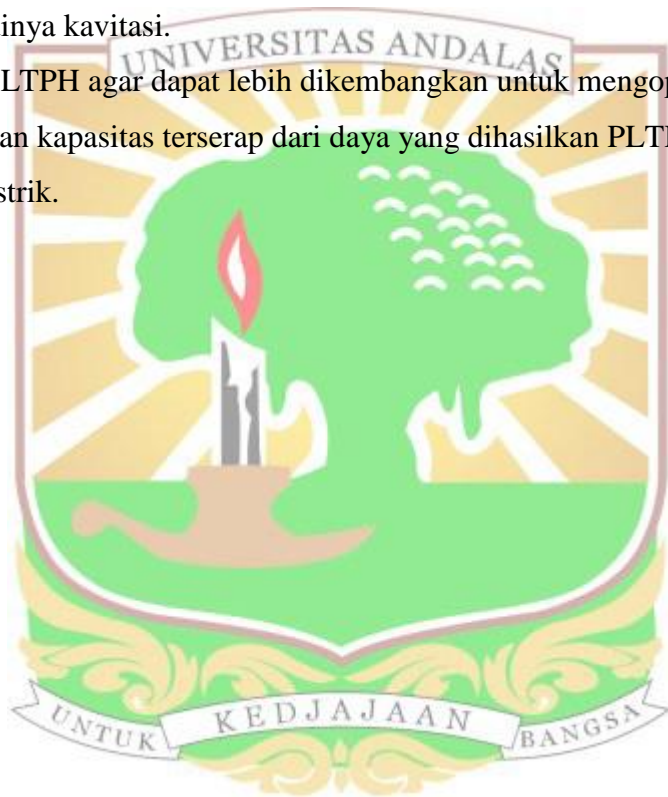 inya kavitasi.
UNIVERSITAS ANDALAS
LTPH agar dapat lebih dikembangkan untuk mengop
an kapasitas terserap dari daya yang dihasilkan PLT
strik.
UNTUK KEDJAJAAN BANGSA